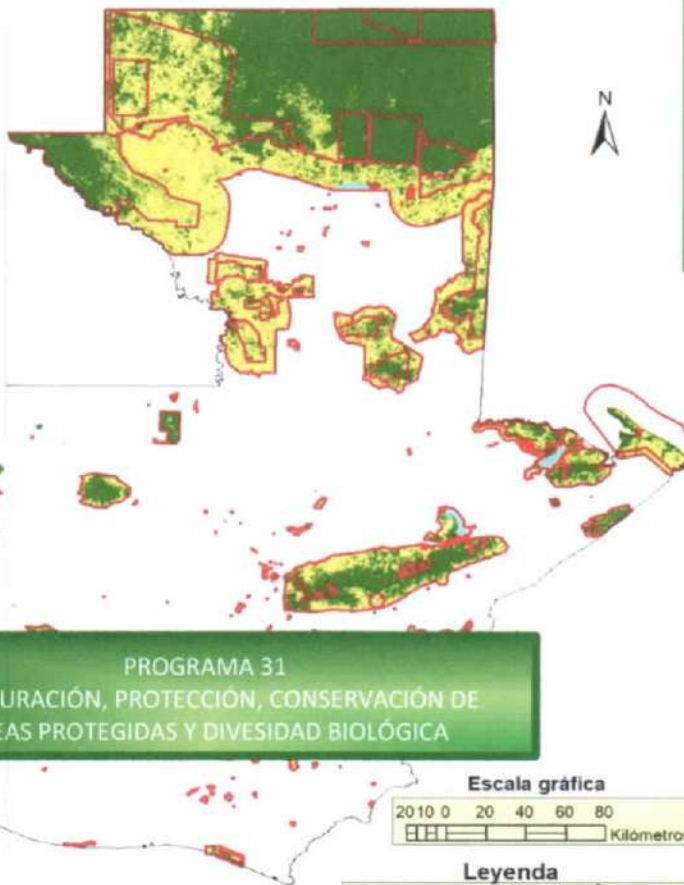 N
PROGRAMA 31
URACIÓN, PROTECCIÓN, CONSERVACIÓN DE
EAS PROTEGIDAS Y DIVESIDAD BIOLÓGICA
Escala gráfica
20 10 0 20 40 60 80
Kilómetros
Leyenda